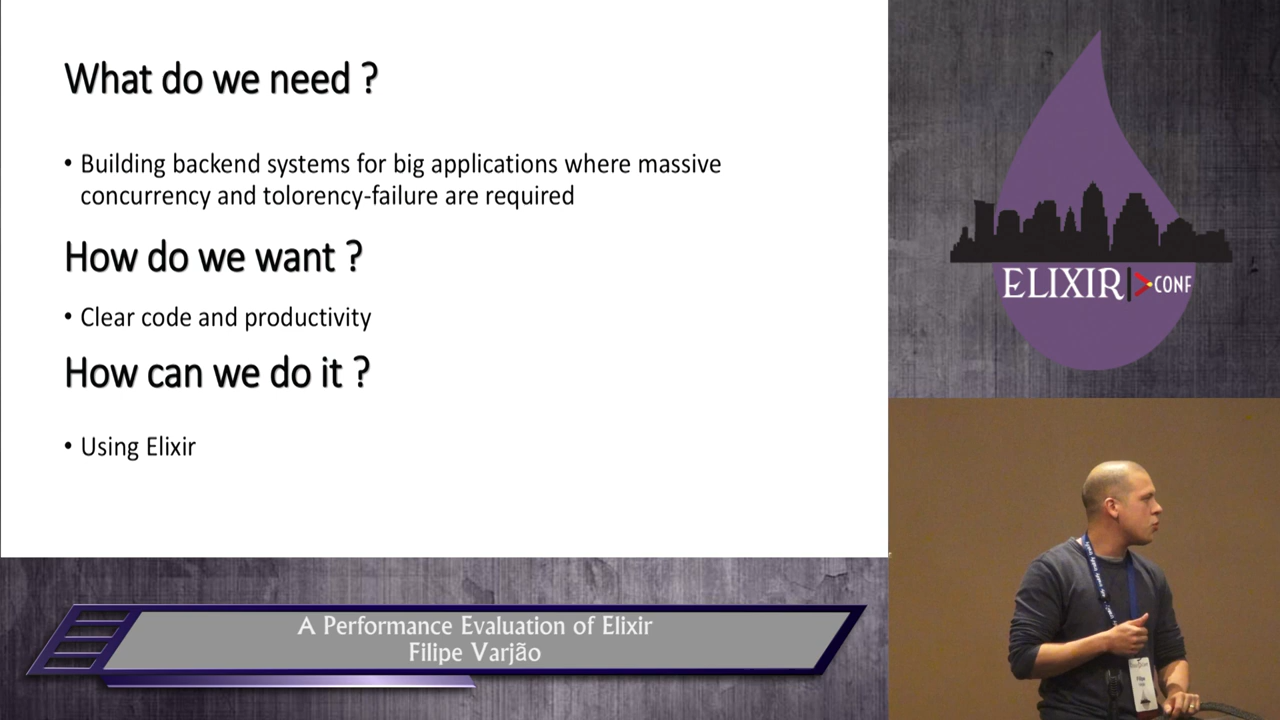 What do we need ?
• Building backend systems for big applications where massive
concurrency and tolorency-failure are required
How do we want ?
• Clear code and productivity
How can we do it ?
• Using Elixir
ELIXIR|>CONF
A Performance Evaluation of Elixir
Filipe Varjão
Filipe